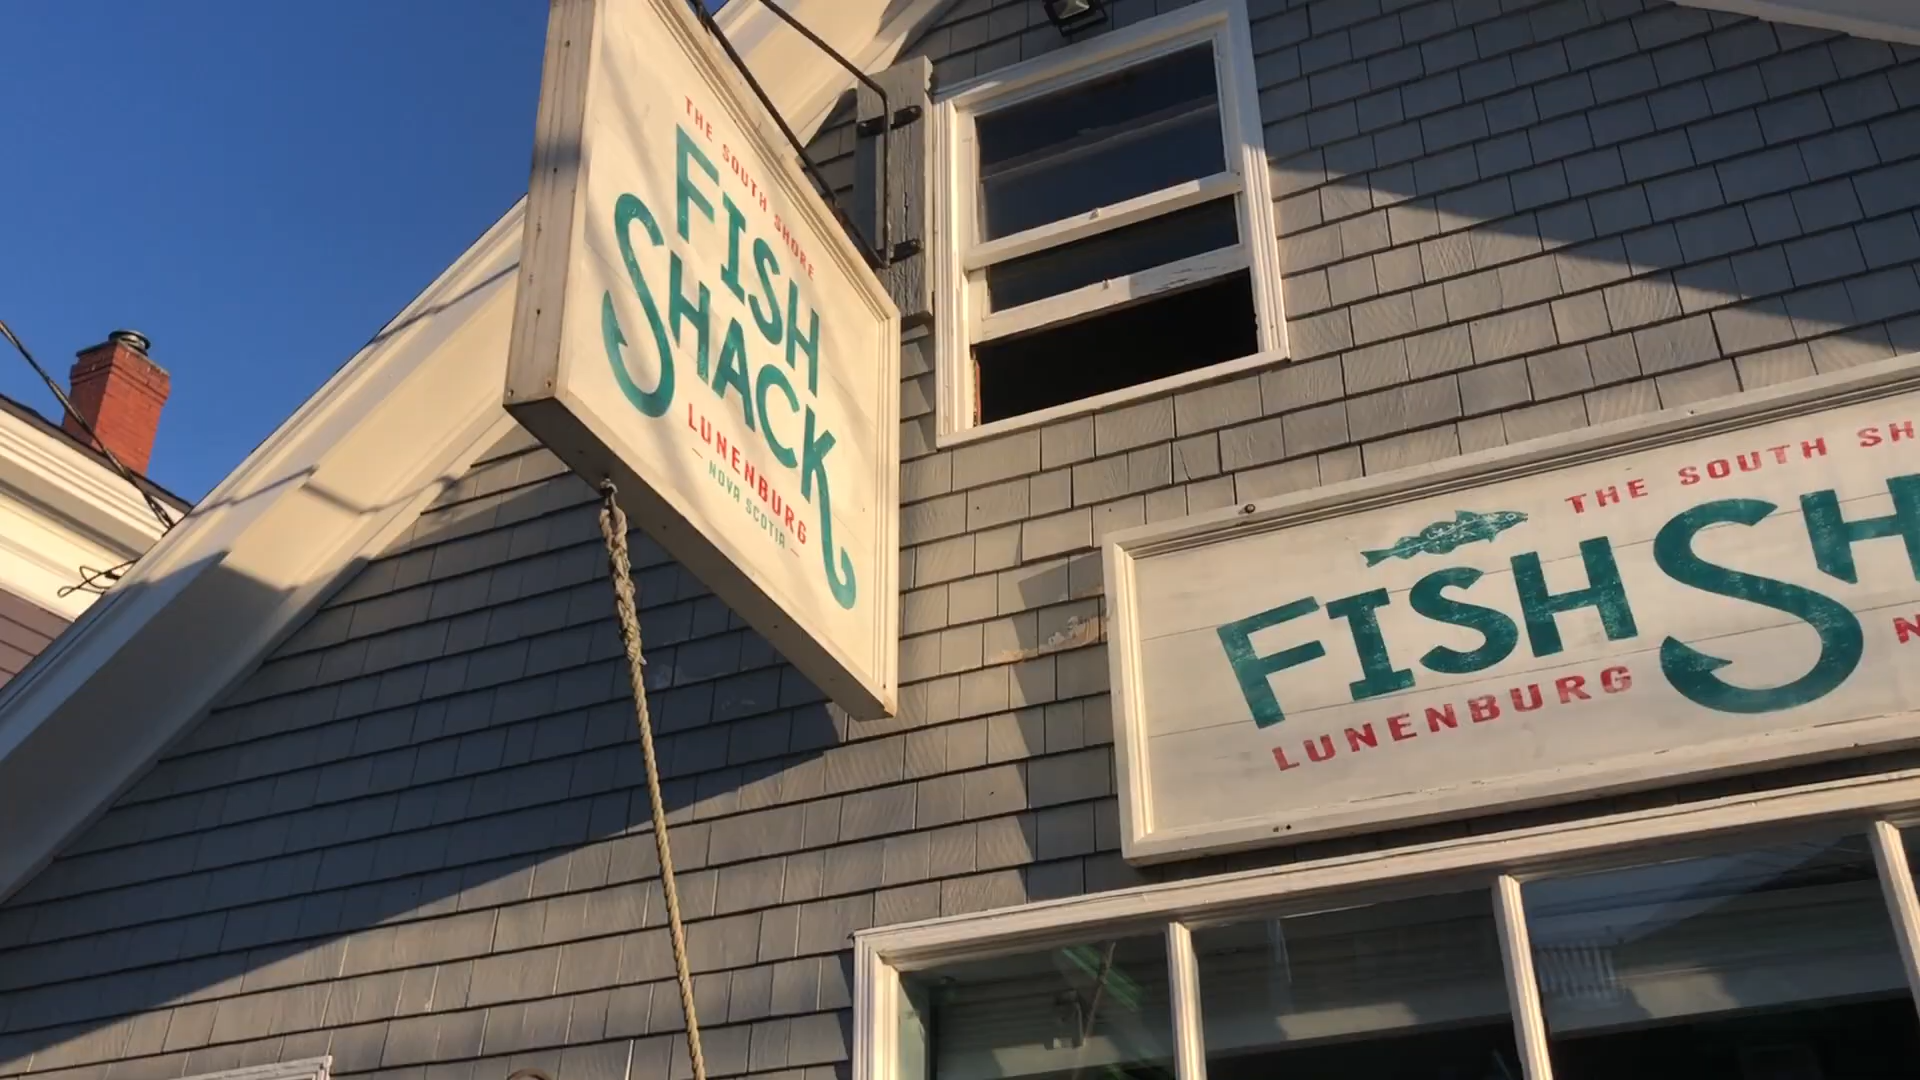 THE SOUTH SHORE
FISH
SHACK
LUNENBURG
NOVA SCOTIA
THE SOUTH SH
FISH SH
LUNENBURG N